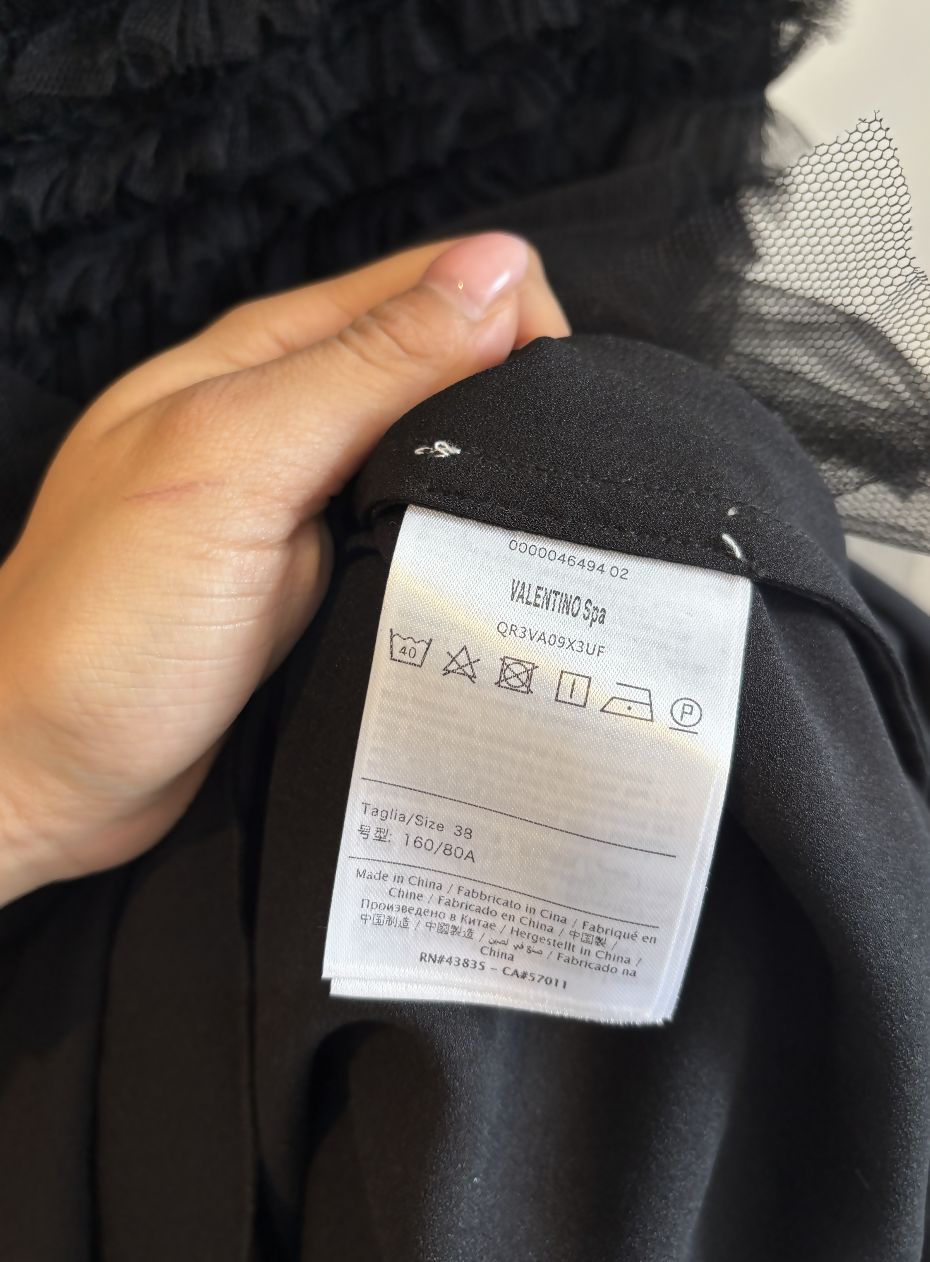 0000046494 02
VALENTINO Spa
QR3VA09X3UF
40
P
Taglia/Size 38
号型: 160/80A
Made in China / Fabbricato in Cina / Fabriqué en
Chine / Fabricado en China / 中国製 /
Произведено в Китае / Hergestellt in China /
中国制造 / 中國製造 / صنع في الصين / Fabricado na
China
RN#43835 – CA#57011